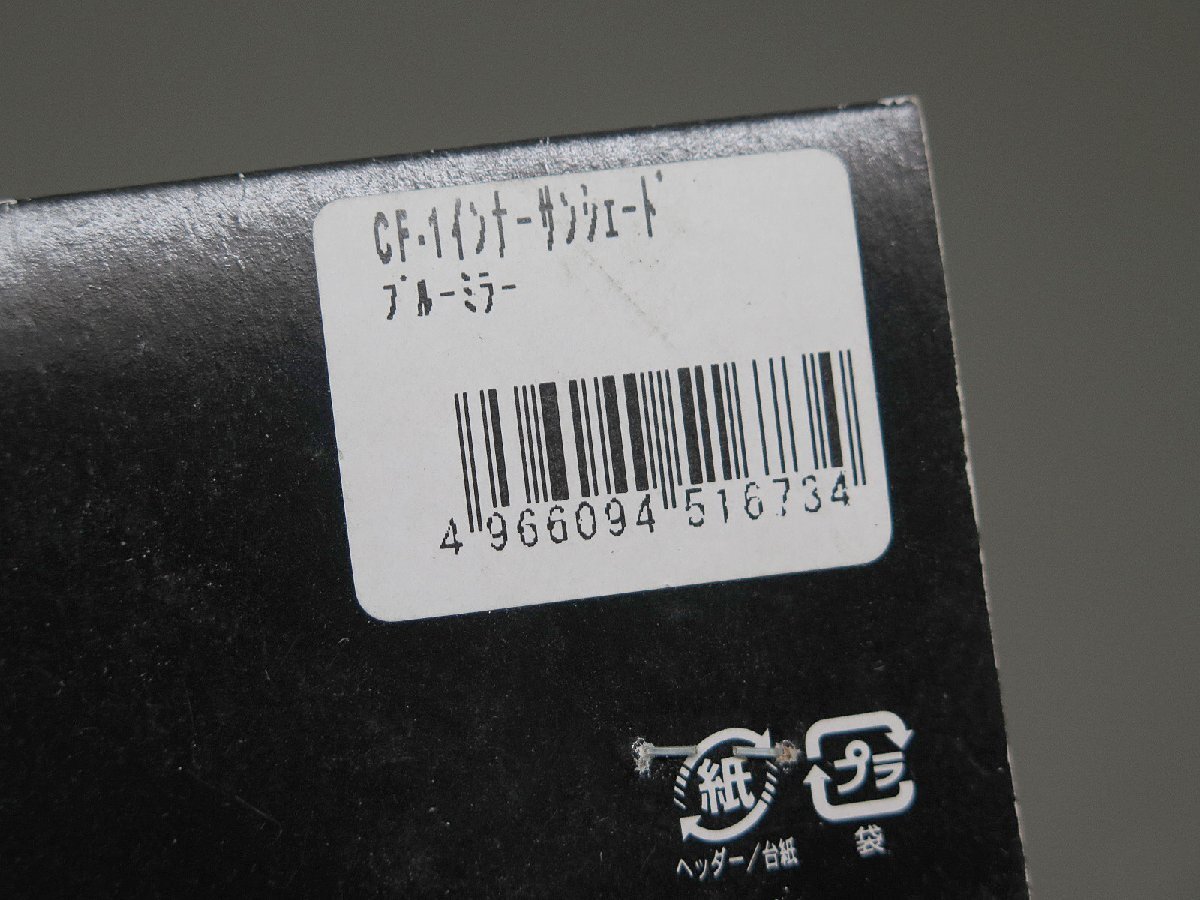 CF-1ｲﾝﾅｰｻﾝｼｪｰﾄﾞ
ﾌﾞﾙｰﾐﾗｰ
4 966094 516734
紙
プラ
ヘッダー/台紙
袋